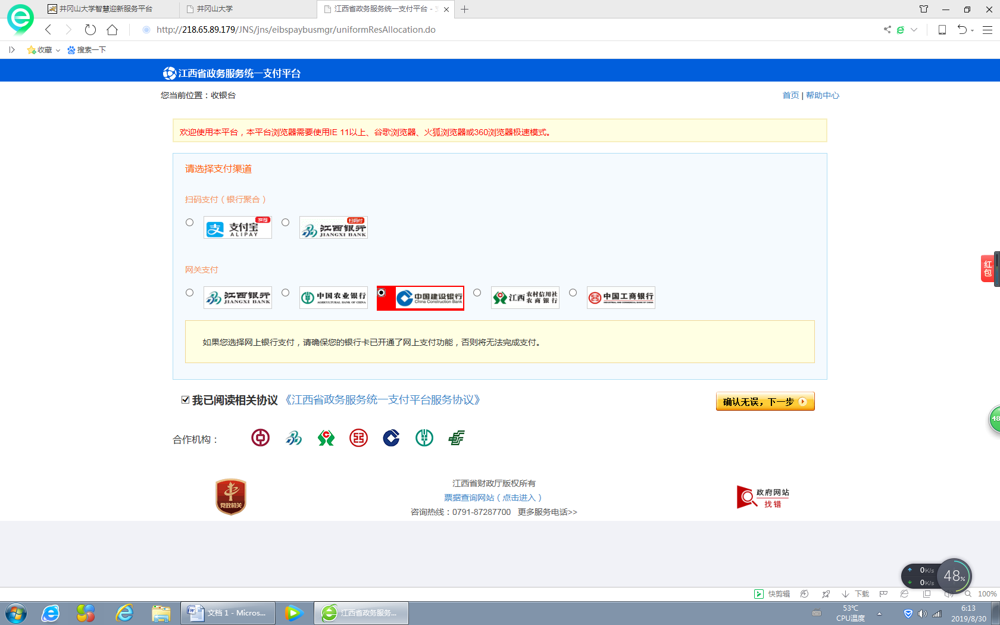 井冈山大学智慧迎新服务平台
井冈山大学
江西省政务服务统一支付平台 -
http://218.65.89.179/JNS/jns/eibspaybusmgr/uniformResAllocation.do
收藏
搜索一下
江西省政务服务统一支付平台
您当前位置：收银台
首页 | 帮助中心
欢迎使用本平台，本平台浏览器需要使用IE 11以上、谷歌浏览器、火狐浏览器或360浏览器极速模式。
请选择支付渠道
扫码支付（银行聚合）
支付宝 ALIPAY 推荐
江西银行 JIANGXI BANK 扫码付
网关支付
江西银行 JIANGXI BANK
中国农业银行 AGRICULTURAL BANK OF CHINA
中国建设银行 China Construction Bank
江西 农村信用社 农商银行
中国工商银行 INDUSTRIAL AND COMMERCIAL BANK OF CHINA
如果您选择网上银行支付，请确保您的银行卡已开通了网上支付功能，否则将无法完成支付。
我已阅读相关协议 《江西省政务服务统一支付平台服务协议》
确认无误，下一步
合作机构：
江西省财政厅版权所有
票据查询网站（点击进入）
咨询热线：0791-87287700 更多服务电话>>
党政机关
政府网站
找错
红包
48
0K/s
0K/s
48%
快剪辑
下载
100%
文档 1 - Micros...
江西省政务服务...
53℃
CPU温度
6:13
2019/8/30